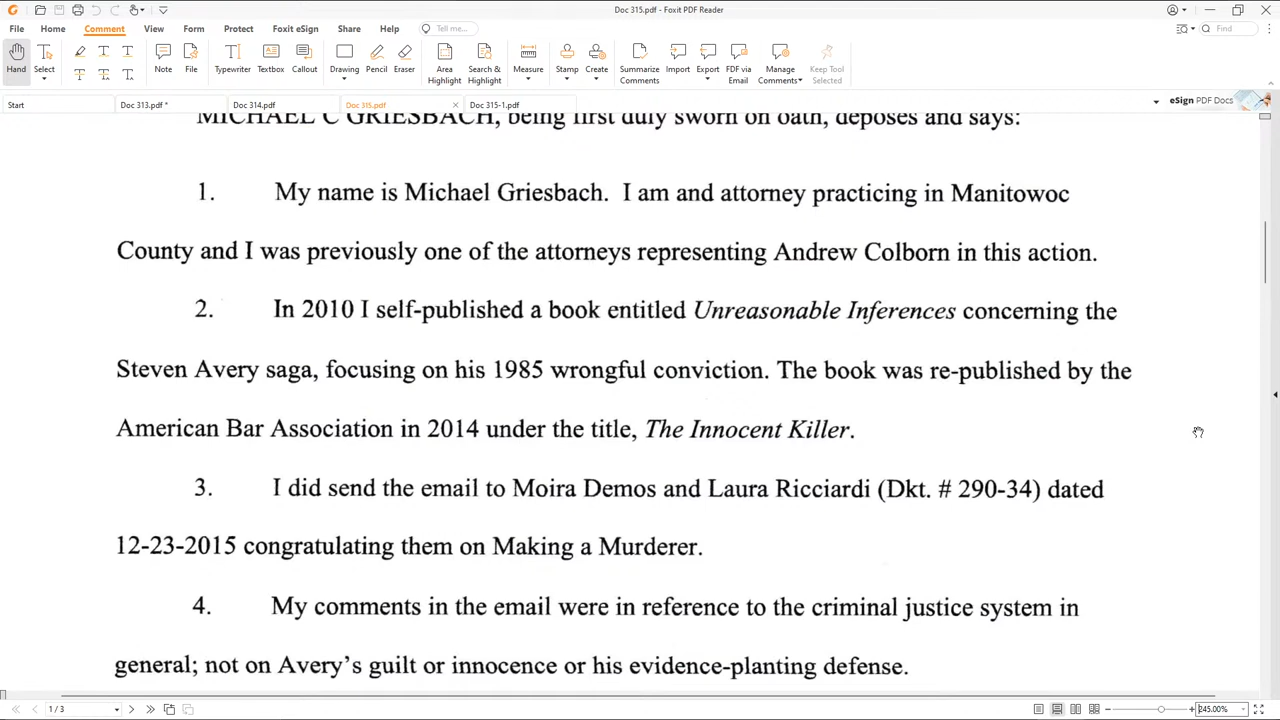 Doc 315.pdf - Foxit PDF Reader
File Home Comment View Form Protect Foxit eSign Share Help Tell me... Find
Hand Select Note File Typewriter Textbox Callout Drawing Pencil Eraser Area Highlight Search & Highlight Measure Stamp Create Summarize Comments Import Export PDF via Email Manage Comments Keep Tool Selected
Start Doc 313.pdf * Doc 314.pdf Doc 315.pdf Doc 315-1.pdf eSign PDF Docs
MICHAEL C GRIESBACH, being first duly sworn on oath, deposes and says:
1. My name is Michael Griesbach. I am and attorney practicing in Manitowoc
County and I was previously one of the attorneys representing Andrew Colborn in this action.
2. In 2010 I self-published a book entitled Unreasonable Inferences concerning the
Steven Avery saga, focusing on his 1985 wrongful conviction. The book was re-published by the
American Bar Association in 2014 under the title, The Innocent Killer.
3. I did send the email to Moira Demos and Laura Ricciardi (Dkt. # 290-34) dated
12-23-2015 congratulating them on Making a Murderer.
4. My comments in the email were in reference to the criminal justice system in
general; not on Avery's guilt or innocence or his evidence-planting defense.
1 / 3 245.00%